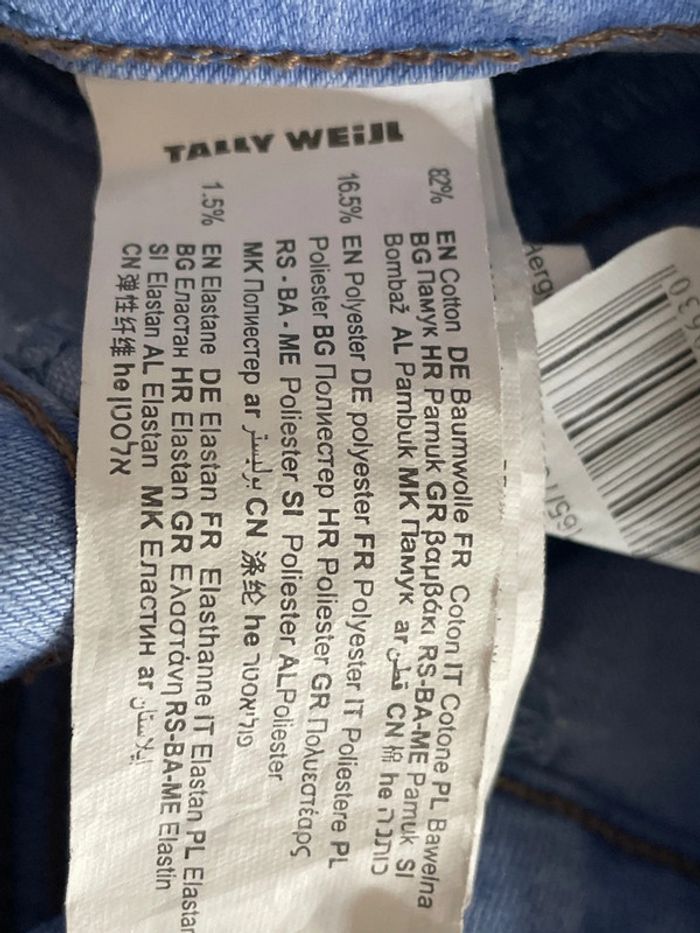 TALLY WEiJL
82% EN Cotton DE Baumwolle FR Coton IT Cotone PL Bawełna
BG Памук HR Pamuk GR βαμβάκι RS-BA-ME Pamuk SI
Bombaž AL Pambuk MK Памук ar قطن CN 棉 he כותנה
16.5% EN Polyester DE polyester FR Polyester IT Poliestere PL
Poliester BG Полиестер HR Poliester GR Πολυεστέρας
RS - BA - ME Poliester SI Poliester ALPoliester
MK Полиестер ar بوليستر CN 涤纶 he פוליאסטר
1.5% EN Elastane DE Elastan FR Elasthanne IT Elastan PL Elastan
BG Еластан HR Elastan GR Ελαστάνη RS-BA-ME Elastin
SI Elastan AL Elastan MK Еластин ar إيلاستان
CN 弹性纤维 he אלסטן